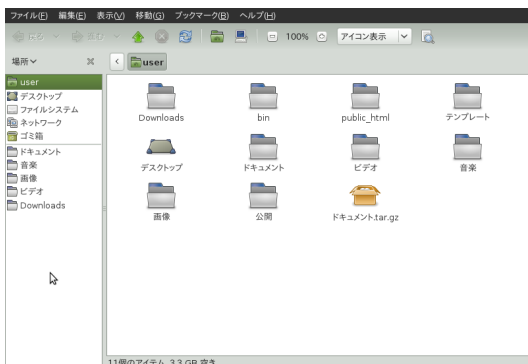 ファイル(F) 編集(E) 表示(V) 移動(G) ブックマーク(B) ヘルプ(H)
戻る 進む 100% アイコン表示
場所 user
user
デスクトップ
ファイルシステム
ネットワーク
ゴミ箱
ドキュメント
音楽
画像
ビデオ
Downloads
Downloads bin public_html テンプレート
デスクトップ ドキュメント ビデオ 音楽
画像 公開 ドキュメント.tar.gz
11個のアイテム, 3.3 GB 空き